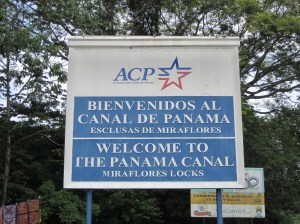 ACP
BIENVENIDOS AL
CANAL DE PANAMA
ESCLUSAS DE MIRAFLORES
WELCOME TO
THE PANAMA CANAL
MIRAFLORES LOCKS